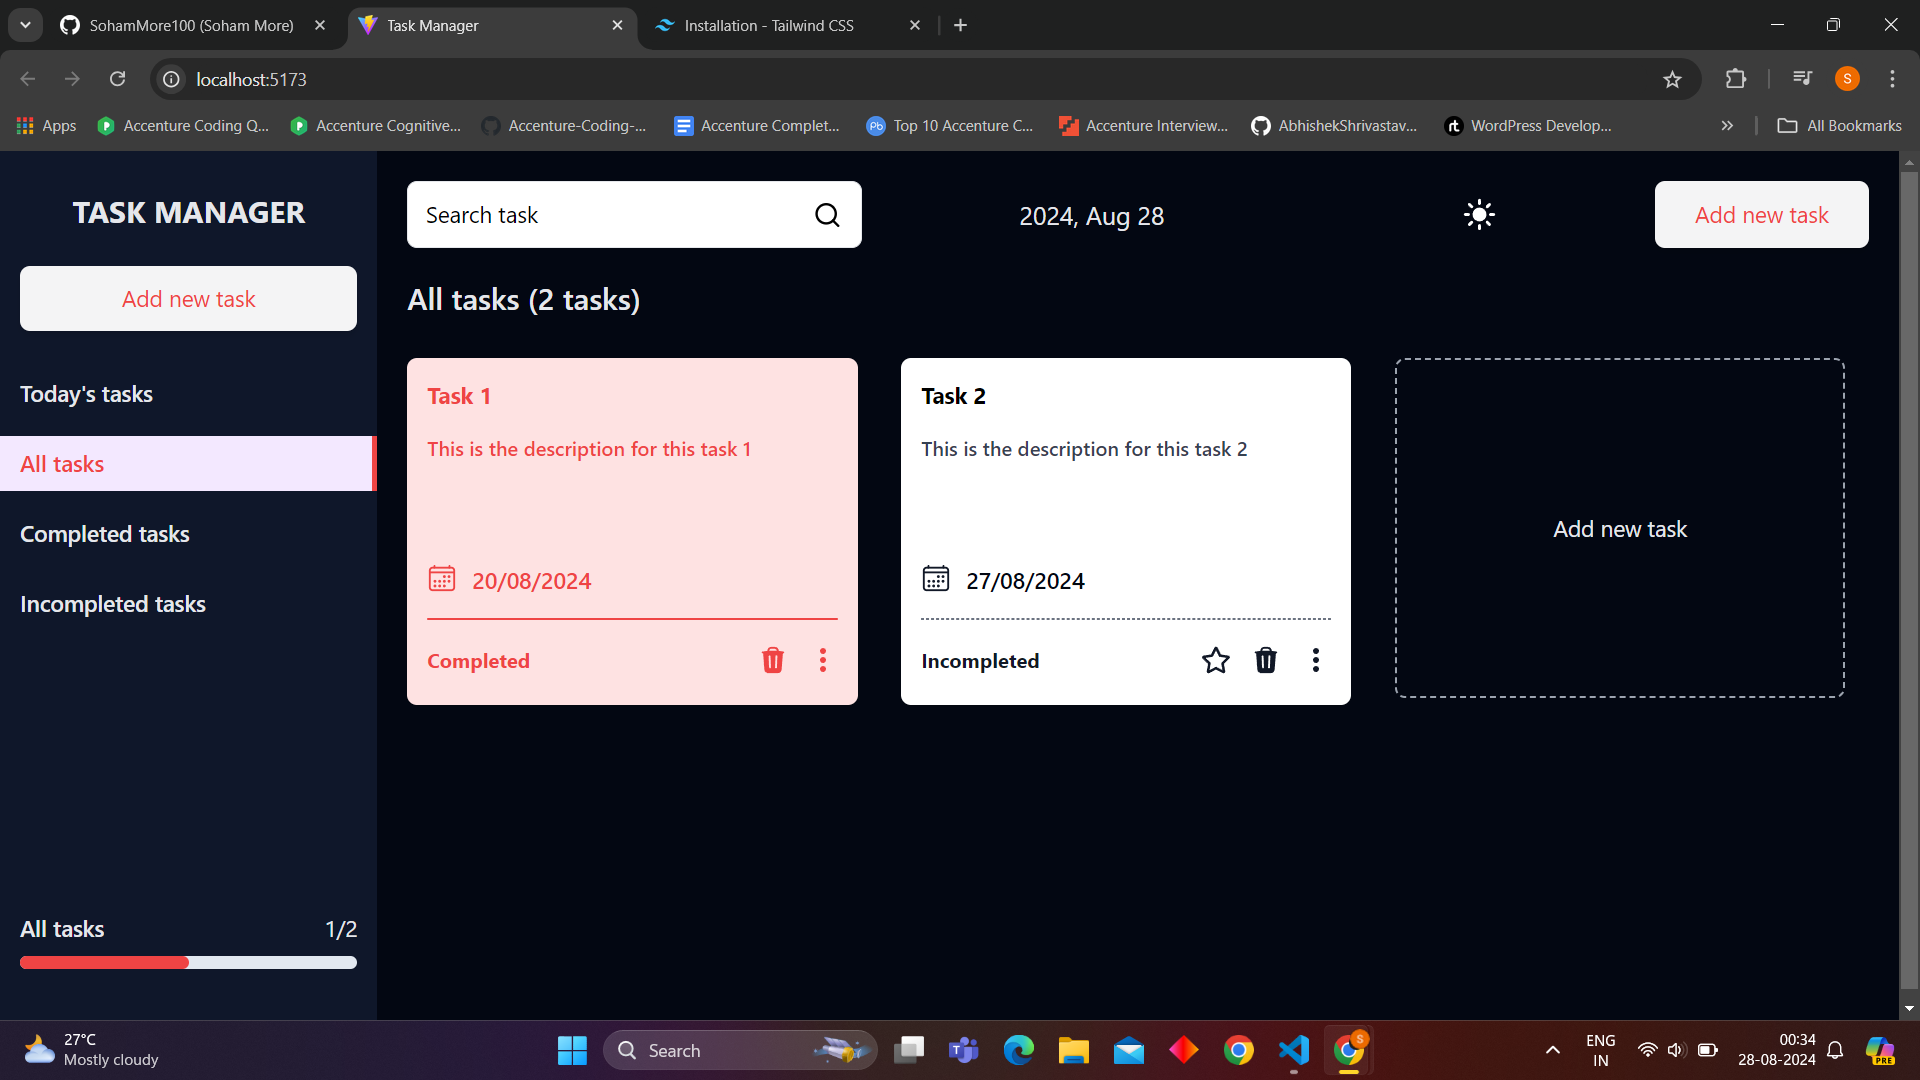 SohamMore100 (Soham More)
Task Manager
Installation - Tailwind CSS
localhost:5173
S
Apps
Accenture Coding Q...
Accenture Cognitive...
Accenture-Coding-...
Accenture Complet...
Pb
Top 10 Accenture C...
Accenture Interview...
AbhishekShrivastav...
rt
WordPress Develop...
All Bookmarks
TASK MANAGER
Add new task
Today's tasks
All tasks
Completed tasks
Incompleted tasks
All tasks 1/2
Search task
2024, Aug 28
Add new task
All tasks (2 tasks)
Task 1
This is the description for this task 1
20/08/2024
Completed
Task 2
This is the description for this task 2
27/08/2024
Incompleted
Add new task
27°C
Mostly cloudy
Search
S
ENG
IN
00:34
28-08-2024
PRE